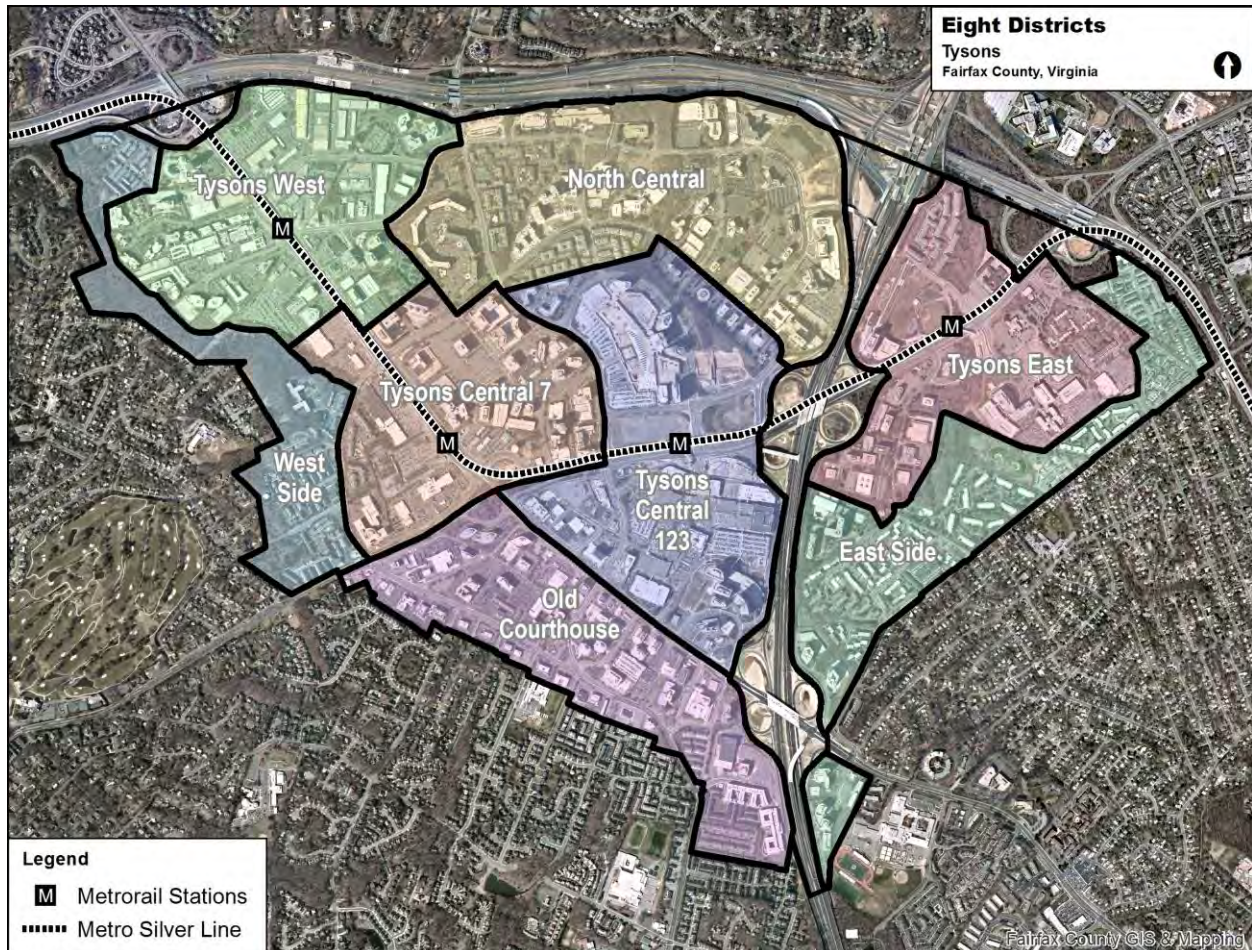 Eight Districts
Tysons
Fairfax County, Virginia
Tysons West
North Central
Tysons East
Tysons Central 7
West
Side
Tysons
Central
123
East Side
Old
Courthouse
M
M
M
M
Legend
M Metrorail Stations
Metro Silver Line
Fairfax County GIS & Mapping